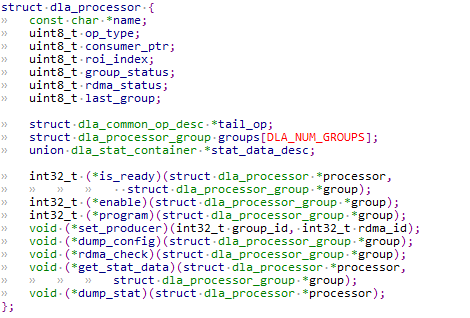 struct dla_processor {
	const char *name;
	uint8_t op_type;
	uint8_t consumer_ptr;
	uint8_t roi_index;
	uint8_t group_status;
	uint8_t rdma_status;
	uint8_t last_group;

	struct dla_common_op_desc *tail_op;
	struct dla_processor_group groups[DLA_NUM_GROUPS];
	union dla_stat_container *stat_data_desc;

	int32_t (*is_ready)(struct dla_processor *processor,
				  struct dla_processor_group *group);
	int32_t (*enable)(struct dla_processor_group *group);
	int32_t (*program)(struct dla_processor_group *group);
	void (*set_producer)(int32_t group_id, int32_t rdma_id);
	void (*dump_config)(struct dla_processor_group *group);
	void (*rdma_check)(struct dla_processor_group *group);
	void (*get_stat_data)(struct dla_processor *processor,
				struct dla_processor_group *group);
	void (*dump_stat)(struct dla_processor *processor);
};